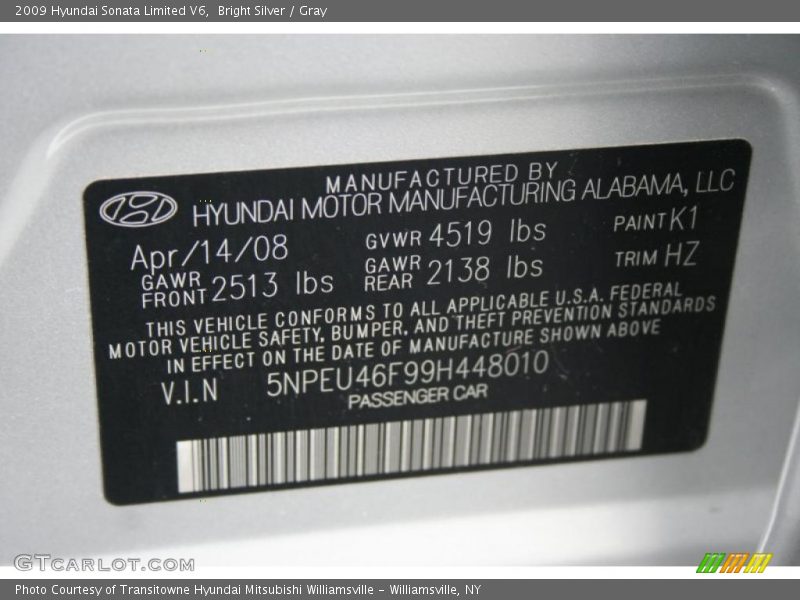 2009 Hyundai Sonata Limited V6,  Bright Silver / Gray
MANUFACTURED BY
HYUNDAI MOTOR MANUFACTURING ALABAMA, LLC
Apr/14/08 GVWR 4519 lbs PAINT K1
GAWR FRONT 2513 lbs GAWR REAR 2138 lbs TRIM HZ
THIS VEHICLE CONFORMS TO ALL APPLICABLE U.S.A. FEDERAL
MOTOR VEHICLE SAFETY, BUMPER, AND THEFT PREVENTION STANDARDS
IN EFFECT ON THE DATE OF MANUFACTURE SHOWN ABOVE
V.I.N 5NPEU46F99H448010
PASSENGER CAR
GTCARLOT.COM
Photo Courtesy of Transitowne Hyundai Mitsubishi Williamsville - Williamsville, NY